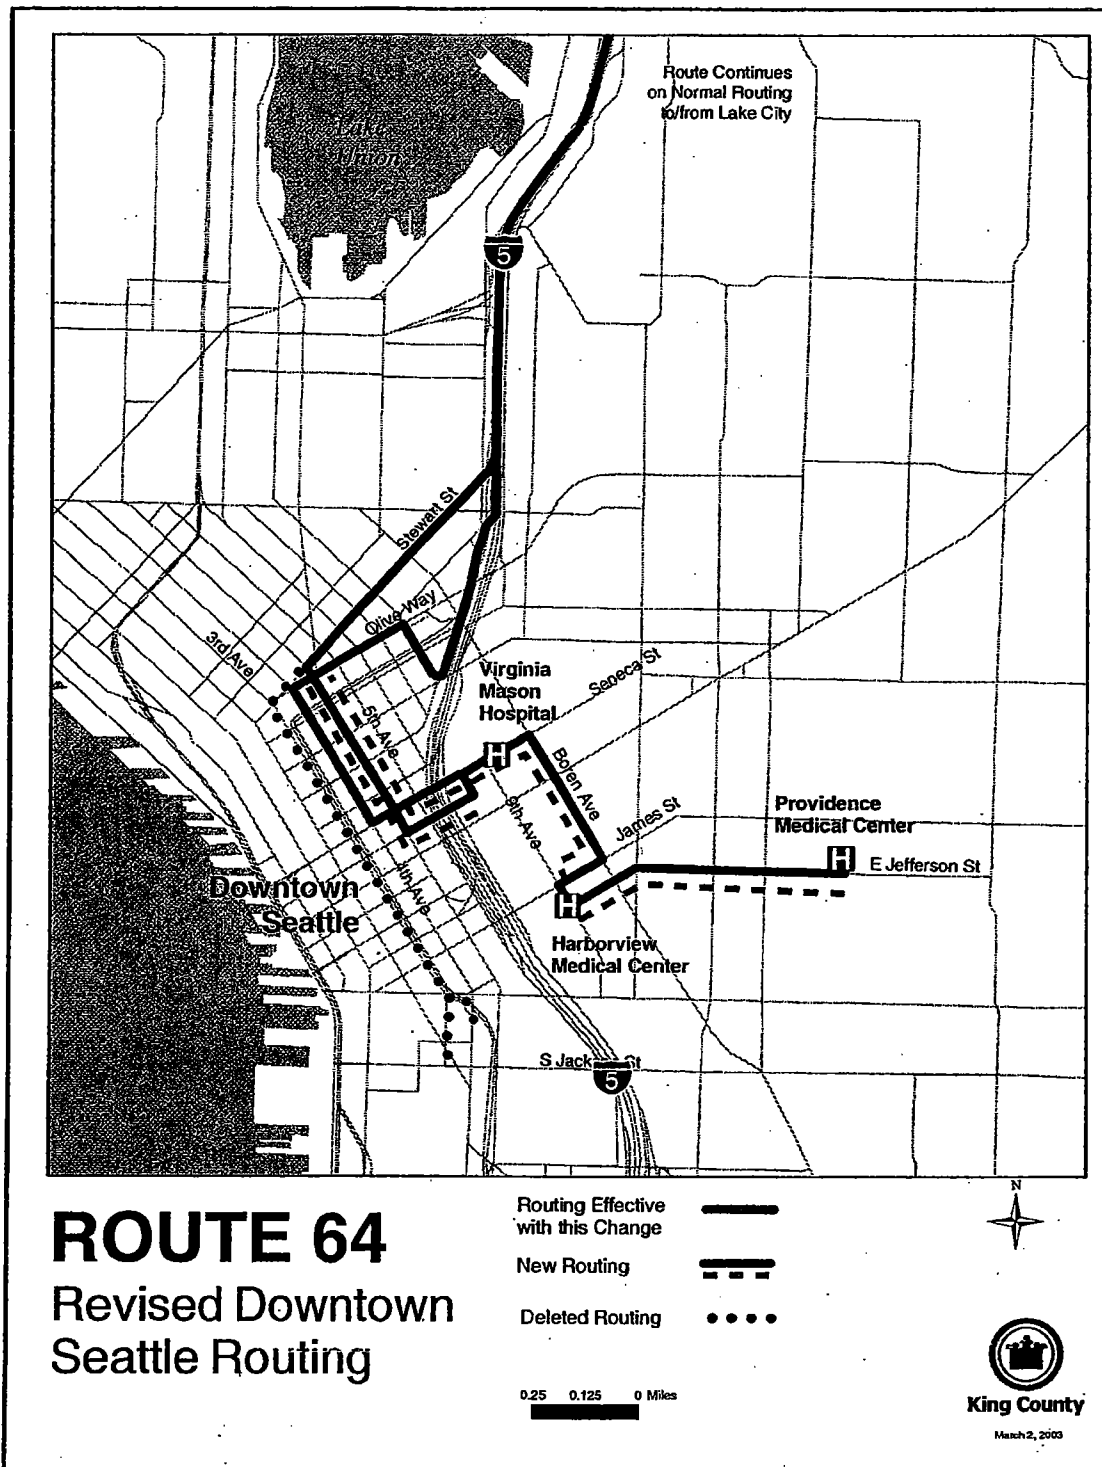 Route Continues
on Normal Routing
to/from Lake City
Lake
Union
5
Stewart St
Olive Way
3rd Ave
5th Ave
Virginia
Mason
Hospital
Seneca St
H
Boren Ave
9th Ave
James St
Providence
Medical Center
H
E Jefferson St
Downtown
Seattle
4th Ave
H
Harborview
Medical Center
S Jack St
5
ROUTE 64
Revised Downtown
Seattle Routing
Routing Effective
with this Change
New Routing
Deleted Routing
0.25 0.125 0 Miles
N
King County
March 2, 2003